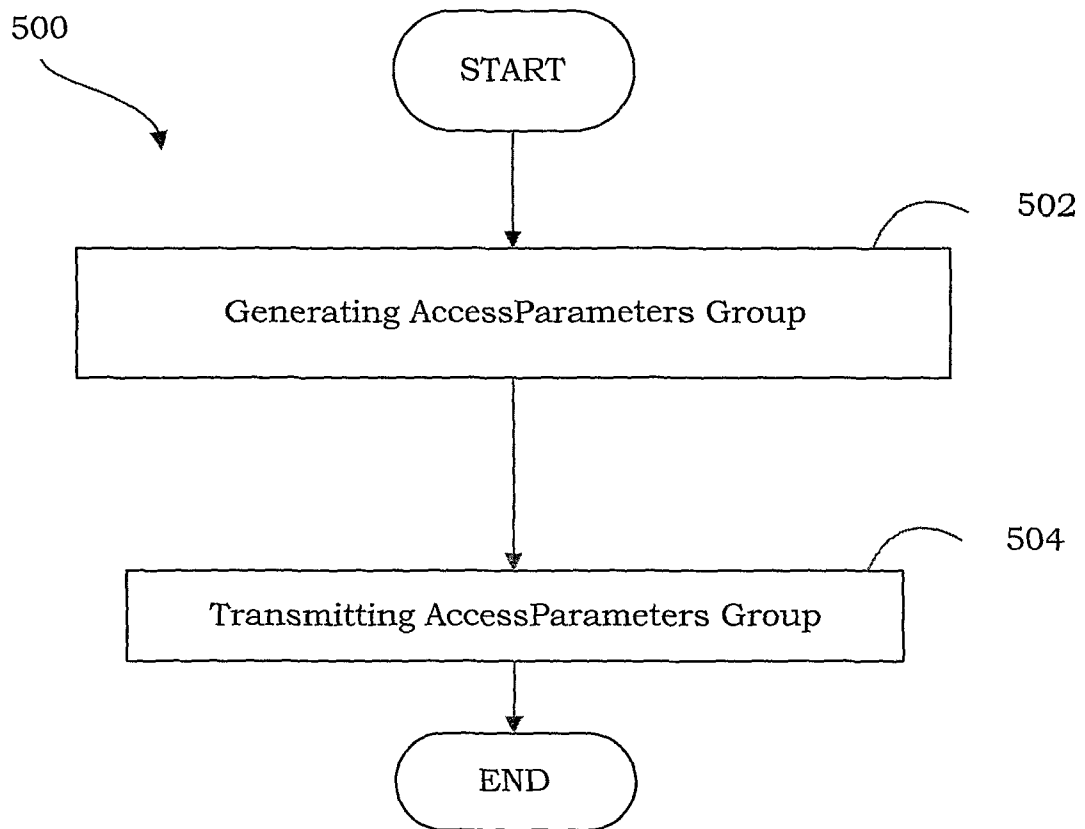 500
START
502
Generating AccessParameters Group
504
Transmitting AccessParameters Group
END